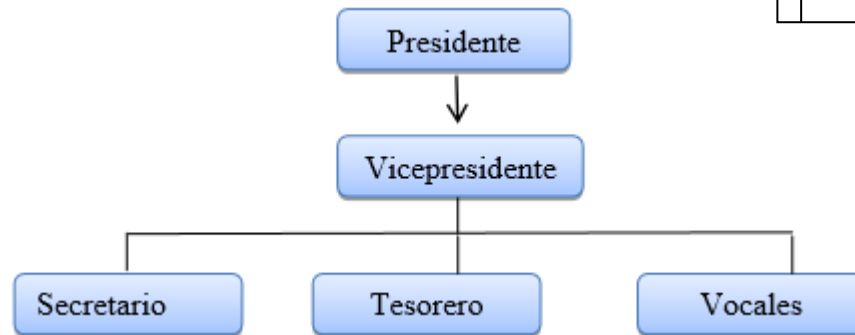 Presidente
Vicepresidente
Secretario
Tesorero
Vocales